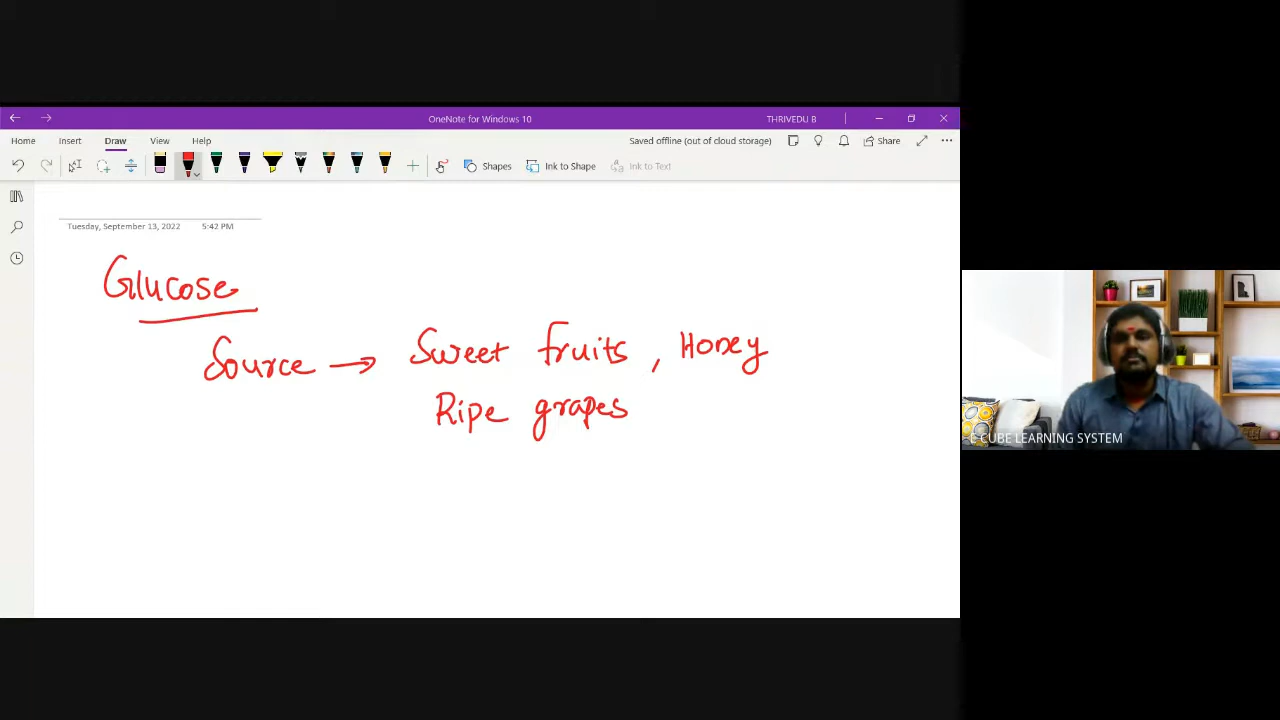 OneNote for Windows 10
THRIVEDU B
Home Insert Draw View Help
Saved offline (out of cloud storage)
Share
Shapes
Ink to Shape
Ink to Text
Tuesday, September 13, 2022 5:42 PM
Glucose
Source → Sweet fruits, Honey
Ripe grapes
E CUBE LEARNING SYSTEM